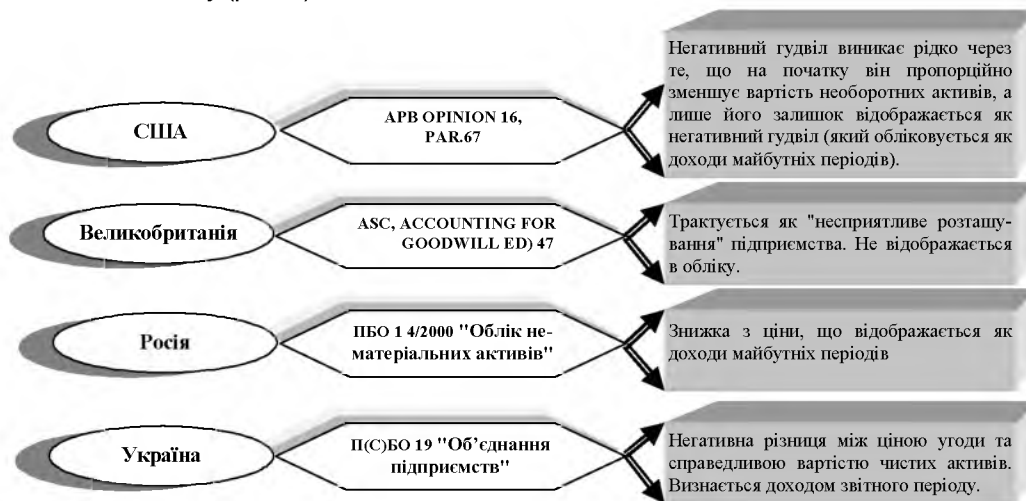 США
APB OPINION 16,
PAR.67
Негативний гудвіл виникає рідко через
те, що на початку він пропорційно
зменшує вартість необоротних активів, а
лише його залишок відображається як
негативний гудвіл (який обліковується як
доходи майбутніх періодів).
Великобританія
ASC, ACCOUNTING FOR
GOODWILL ED) 47
Трактується як "несприятливе розташу-
вання" підприємства. Не відображається
в обліку.
Росія
ПБО 1 4/2000 "Облік не-
матеріальних активів"
Знижка з ціни, що відображається як
доходи майбутніх періодів
Україна
П(С)БО 19 "Об’єднання
підприємств"
Негативна різниця між ціною угоди та
справедливою вартістю чистих активів.
Визнається доходом звітного періоду.